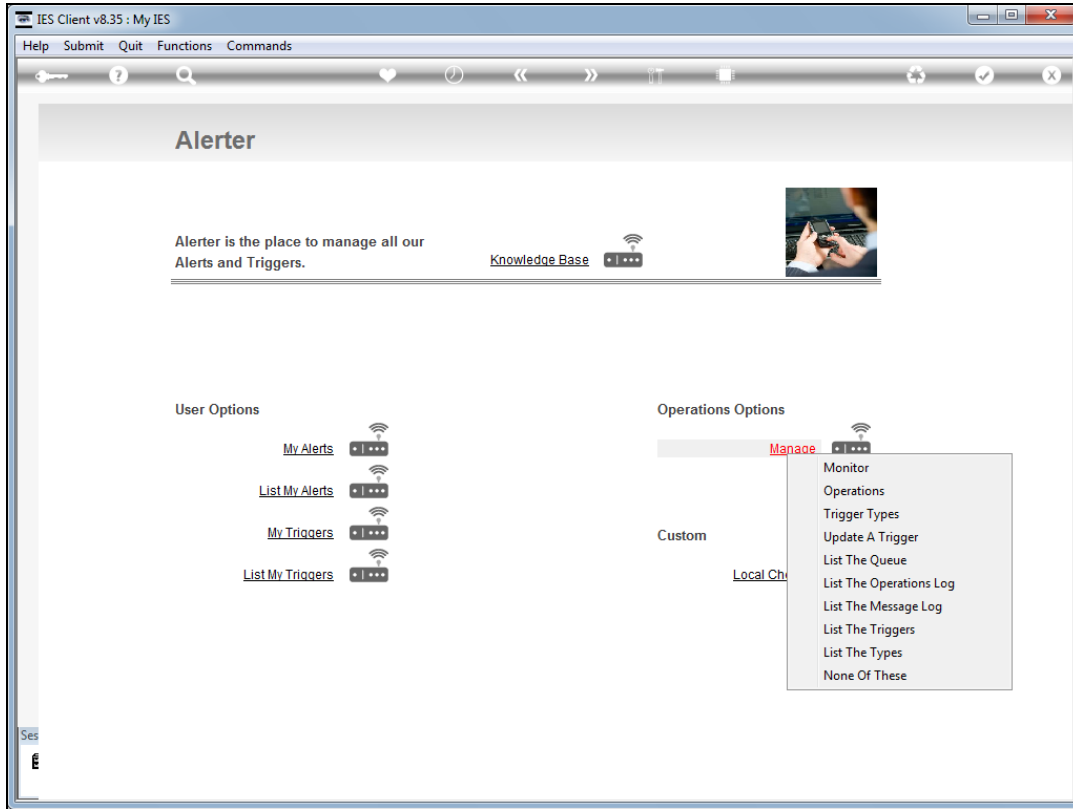 IES Client v8.35 : My IES
Help Submit Quit Functions Commands
Alerter
Alerter is the place to manage all our
Alerts and Triggers.
Knowledge Base
User Options
My Alerts
List My Alerts
My Triggers
List My Triggers
Operations Options
Manage
Monitor
Operations
Trigger Types
Update A Trigger
List The Queue
List The Operations Log
List The Message Log
List The Triggers
List The Types
None Of These
Custom
Local
Ses